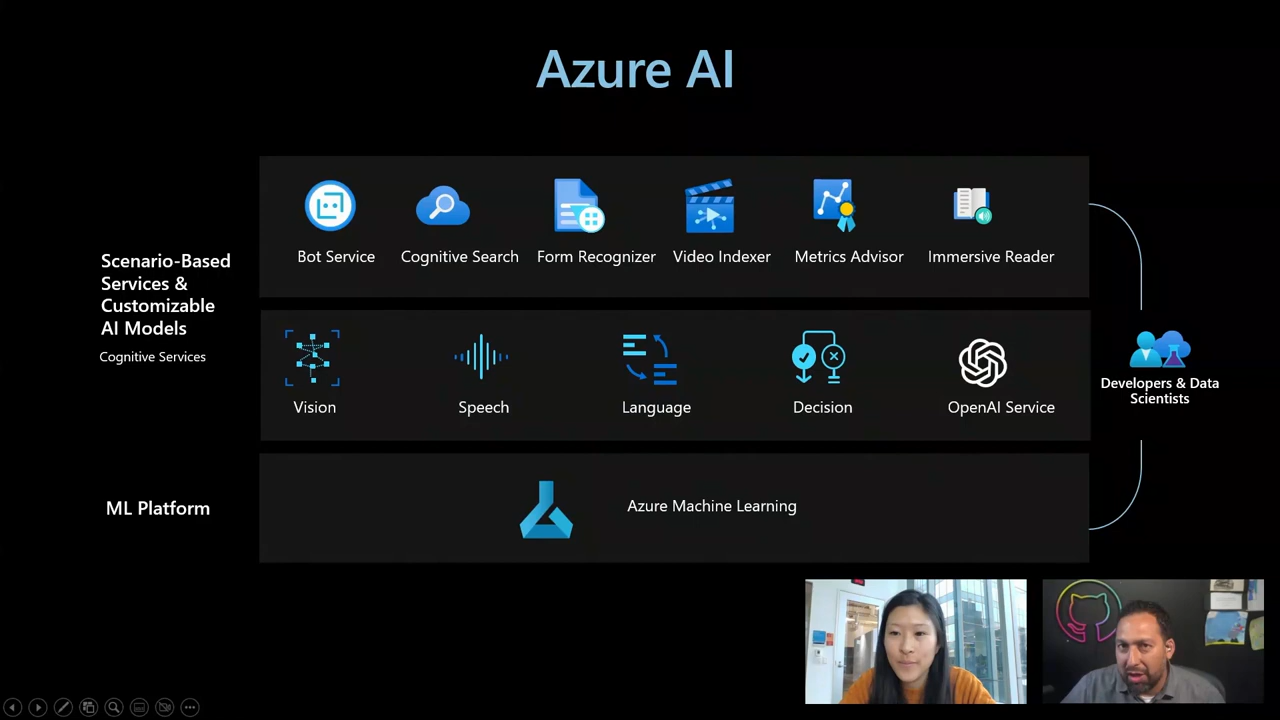 Azure AI
Scenario-Based
Services &
Customizable
AI Models
Cognitive Services
Bot Service
Cognitive Search
Form Recognizer
Video Indexer
Metrics Advisor
Immersive Reader
Vision
Speech
Language
Decision
OpenAI Service
Developers & Data
Scientists
ML Platform
Azure Machine Learning